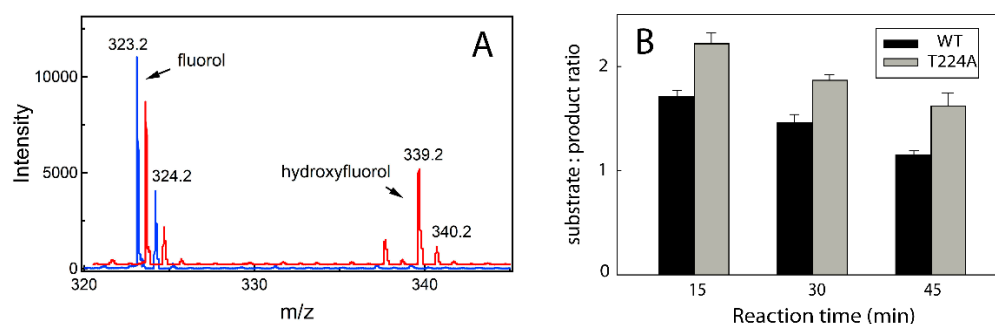 A
323.2
fluorol
10000
Intensity
5000
0
324.2
hydroxyfluorol
339.2
340.2
320
330
340
m/z
B
WT
T224A
substrate : product ratio
2
1
0
15
30
45
Reaction time (min)